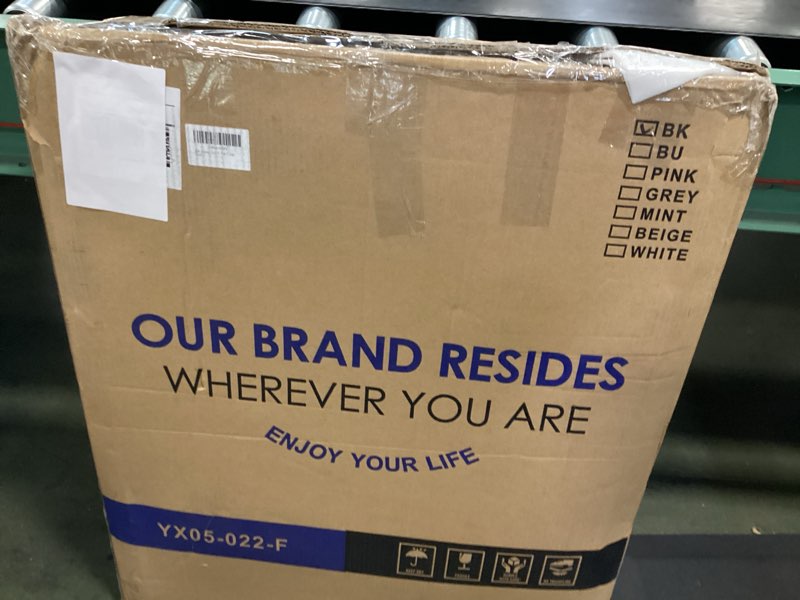 BK
BU
PINK
GREY
MINT
BEIGE
WHITE
OUR BRAND RESIDES
WHEREVER YOU ARE
ENJOY YOUR LIFE
YX05-022-F